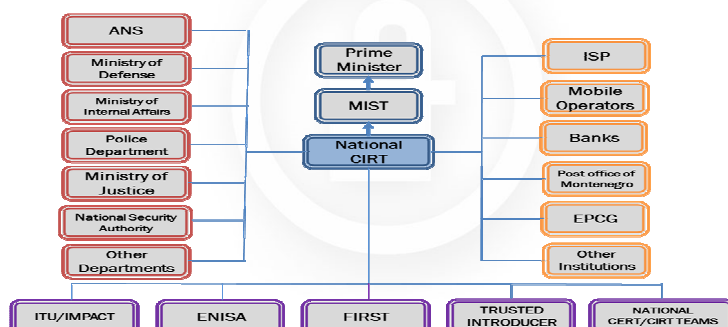 ANS
Ministry of
Defense
Ministry of
Internal Affairs
Police
Department
Ministry of
Justice
National Security
Authority
Other
Departments
Prime
Minister
MIST
National
CIRT
ISP
Mobile
Operators
Banks
Post office of
Montenegro
EPCG
Other
Institutions
ITU/IMPACT
ENISA
FIRST
TRUSTED
INTRODUCER
NATIONAL
CERT/CIRT TEAMS